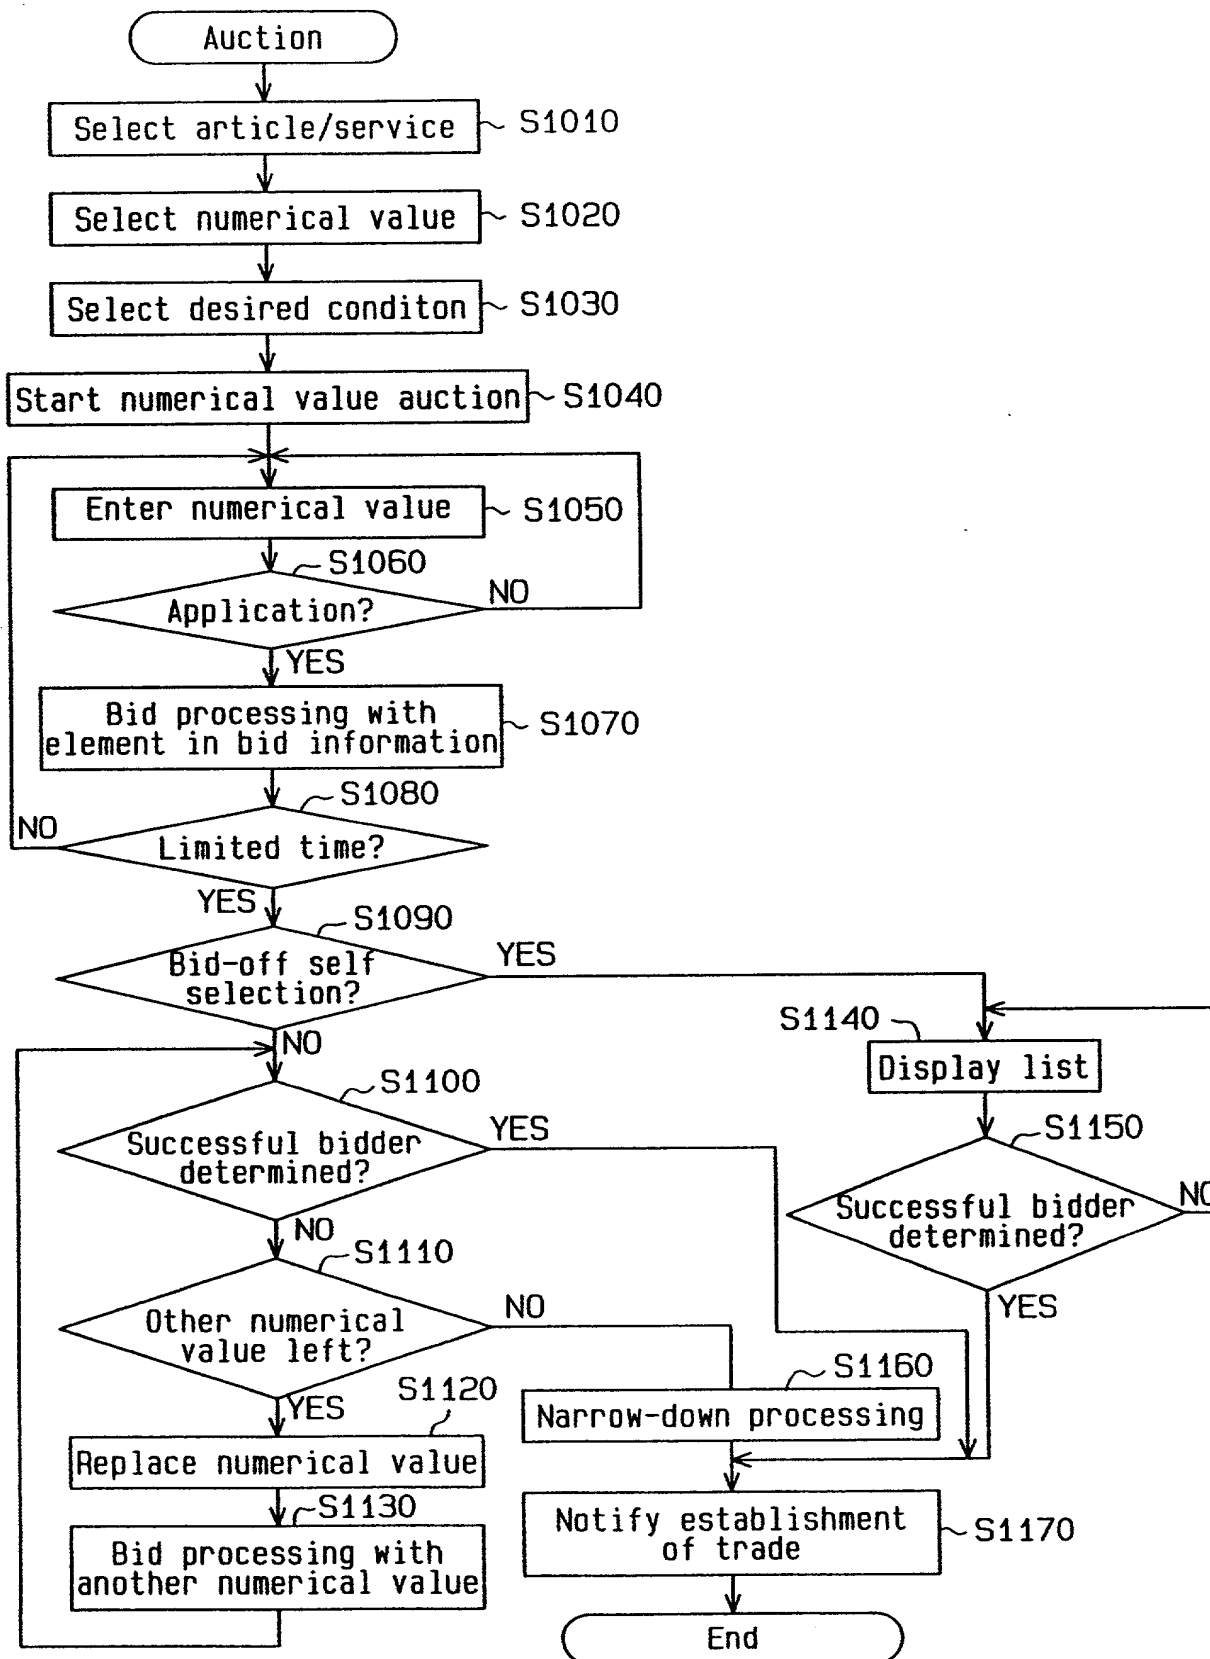 Auction
Select article/service
S1010
Select numerical value
S1020
Select desired conditon
S1030
Start numerical value auction
S1040
Enter numerical value
S1050
S1060
Application?
NO
YES
Bid processing with
element in bid information
S1070
S1080
Limited time?
NO
YES
S1090
Bid-off self
selection?
YES
NO
S1100
Successful bidder
determined?
YES
NO
S1110
Other numerical
value left?
NO
YES
S1120
Replace numerical value
S1130
Bid processing with
another numerical value
S1140
Display list
S1150
Successful bidder
determined?
NO
YES
S1160
Narrow-down processing
Notify establishment
of trade
S1170
End